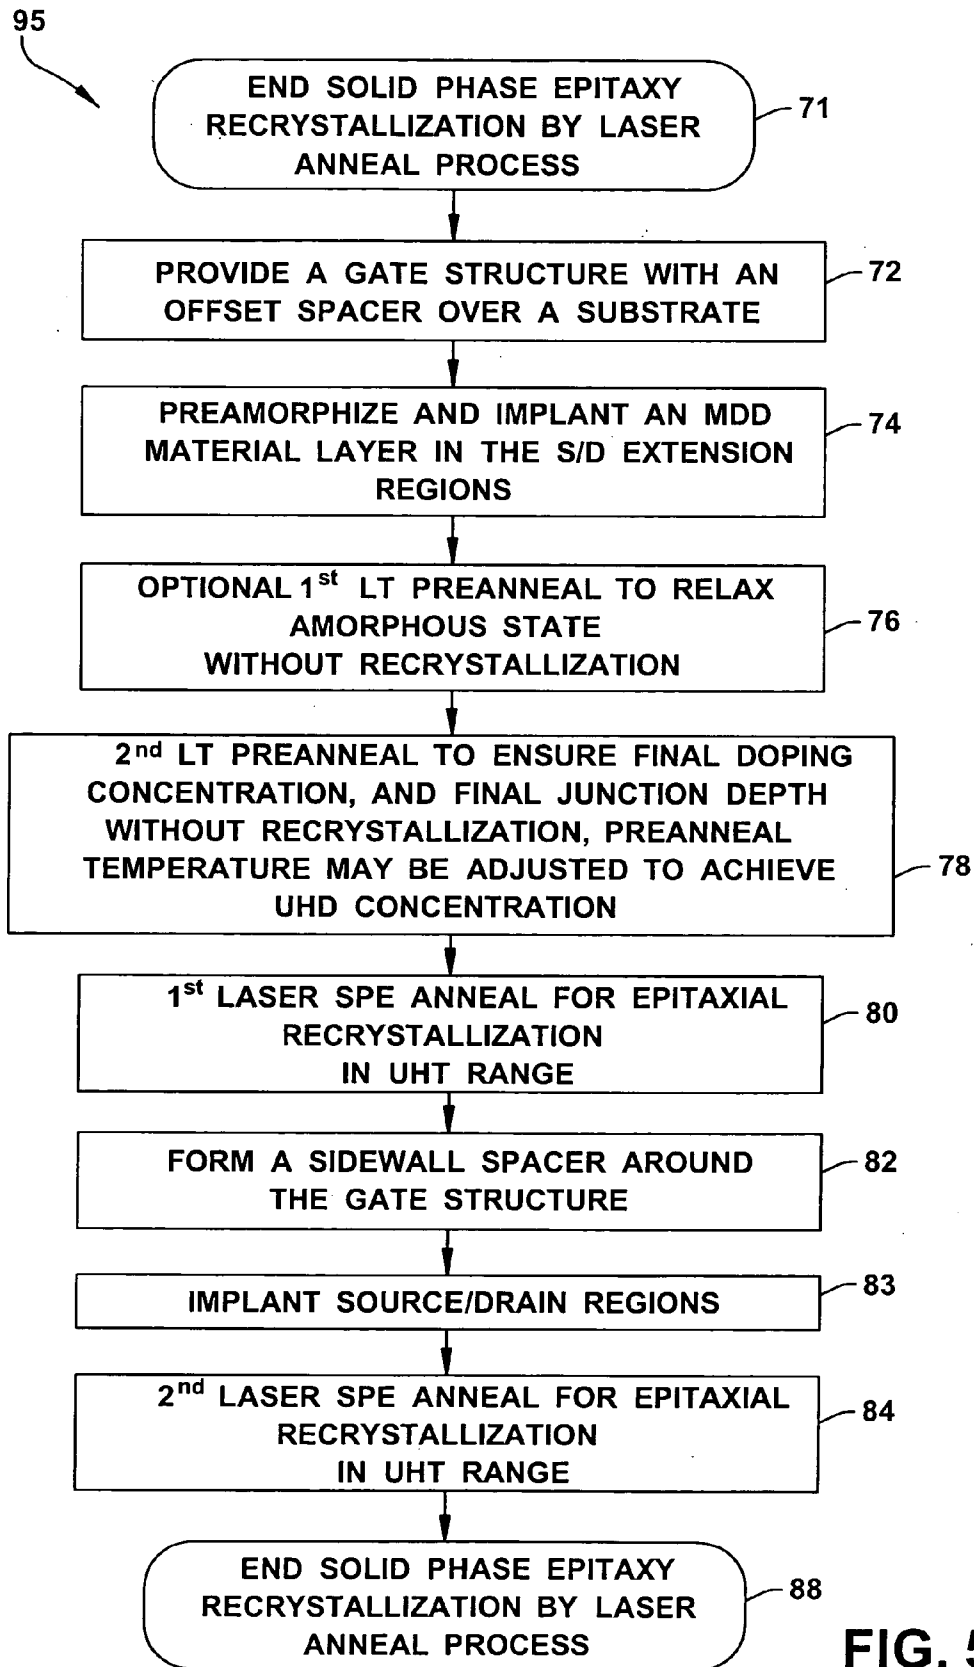 95
END SOLID PHASE EPITAXY
RECRYSTALLIZATION BY LASER
ANNEAL PROCESS
71
PROVIDE A GATE STRUCTURE WITH AN
OFFSET SPACER OVER A SUBSTRATE
72
PREAMORPHIZE AND IMPLANT AN MDD
MATERIAL LAYER IN THE S/D EXTENSION
REGIONS
74
OPTIONAL 1st LT PREANNEAL TO RELAX
AMORPHOUS STATE
WITHOUT RECRYSTALLIZATION
76
2nd LT PREANNEAL TO ENSURE FINAL DOPING
CONCENTRATION, AND FINAL JUNCTION DEPTH
WITHOUT RECRYSTALLIZATION, PREANNEAL
TEMPERATURE MAY BE ADJUSTED TO ACHIEVE
UHD CONCENTRATION
78
1st LASER SPE ANNEAL FOR EPITAXIAL
RECRYSTALLIZATION
IN UHT RANGE
80
FORM A SIDEWALL SPACER AROUND
THE GATE STRUCTURE
82
IMPLANT SOURCE/DRAIN REGIONS
83
2nd LASER SPE ANNEAL FOR EPITAXIAL
RECRYSTALLIZATION
IN UHT RANGE
84
END SOLID PHASE EPITAXY
RECRYSTALLIZATION BY LASER
ANNEAL PROCESS
88
FIG. 5